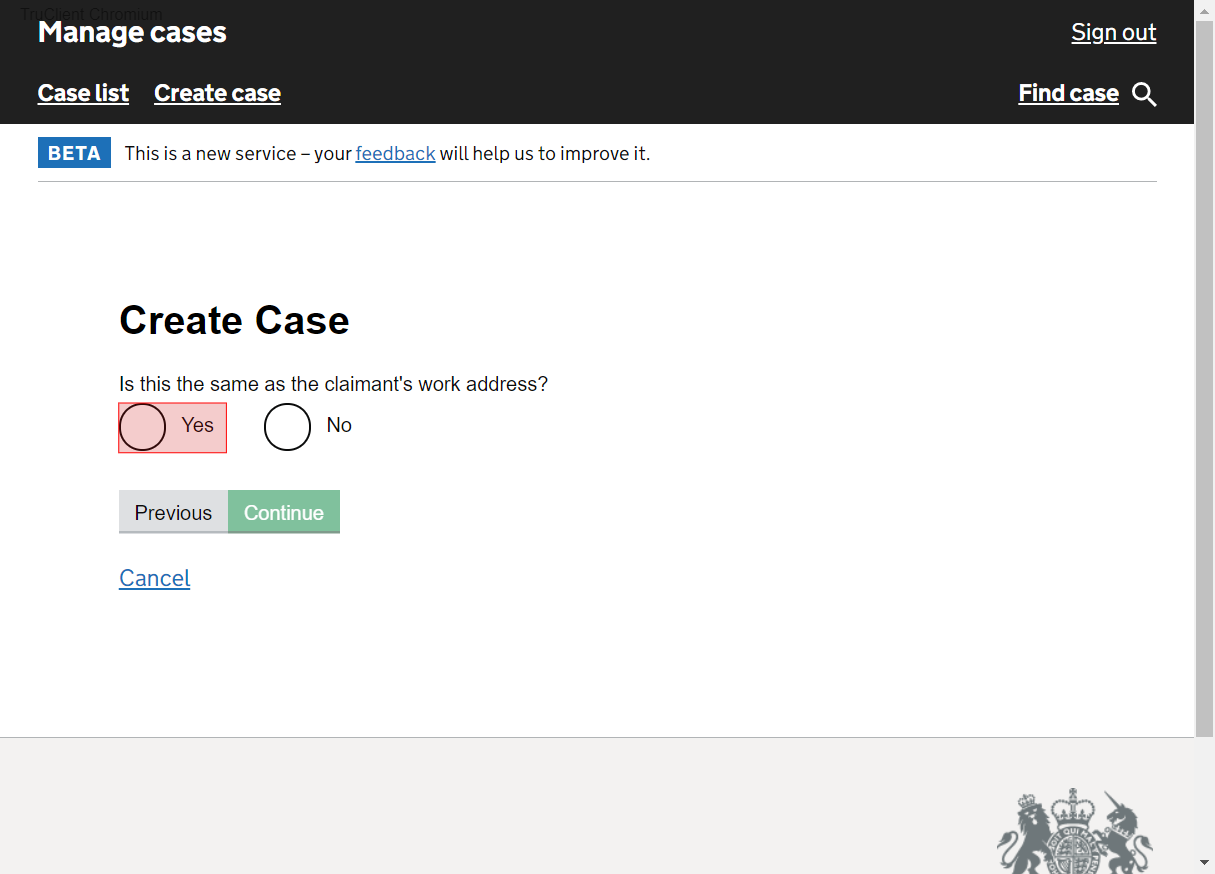 TruClient Chromium
Manage cases
Sign out
Case list
Create case
Find case
BETA
This is a new service – your feedback will help us to improve it.
Create Case
Is this the same as the claimant's work address?
Yes
No
Previous
Continue
Cancel